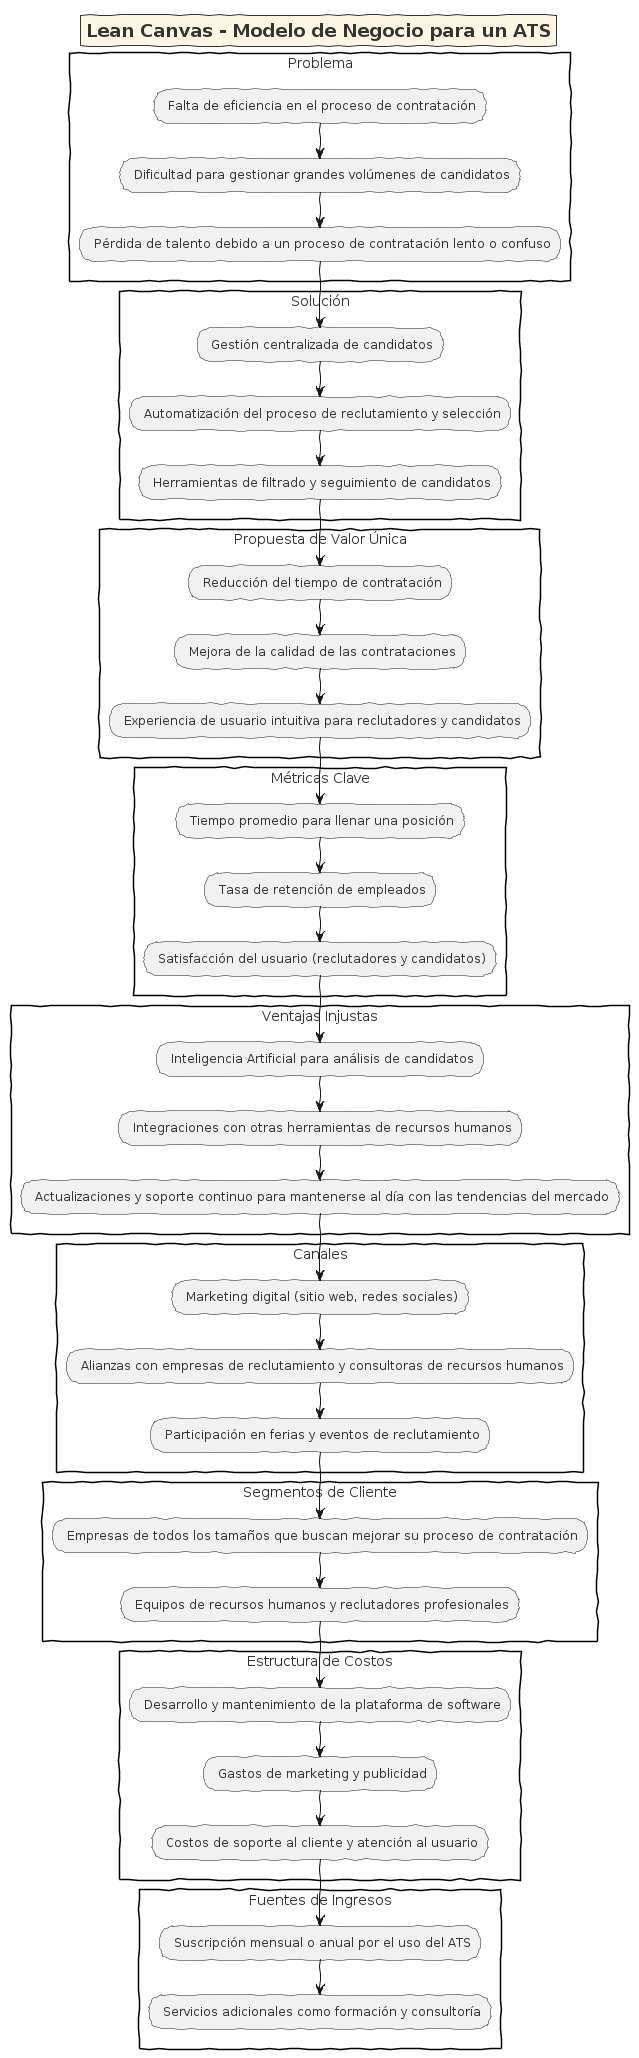 Lean Canvas - Modelo de Negocio para un ATS
Problema
Falta de eficiencia en el proceso de contratación
Dificultad para gestionar grandes volúmenes de candidatos
Pérdida de talento debido a un proceso de contratación lento o confuso
Solución
Gestión centralizada de candidatos
Automatización del proceso de reclutamiento y selección
Herramientas de filtrado y seguimiento de candidatos
Propuesta de Valor Única
Reducción del tiempo de contratación
Mejora de la calidad de las contrataciones
Experiencia de usuario intuitiva para reclutadores y candidatos
Métricas Clave
Tiempo promedio para llenar una posición
Tasa de retención de empleados
Satisfacción del usuario (reclutadores y candidatos)
Ventajas Injustas
Inteligencia Artificial para análisis de candidatos
Integraciones con otras herramientas de recursos humanos
Actualizaciones y soporte continuo para mantenerse al día con las tendencias del mercado
Canales
Marketing digital (sitio web, redes sociales)
Alianzas con empresas de reclutamiento y consultoras de recursos humanos
Participación en ferias y eventos de reclutamiento
Segmentos de Cliente
Empresas de todos los tamaños que buscan mejorar su proceso de contratación
Equipos de recursos humanos y reclutadores profesionales
Estructura de Costos
Desarrollo y mantenimiento de la plataforma de software
Gastos de marketing y publicidad
Costos de soporte al cliente y atención al usuario
Fuentes de Ingresos
Suscripción mensual o anual por el uso del ATS
Servicios adicionales como formación y consultoría